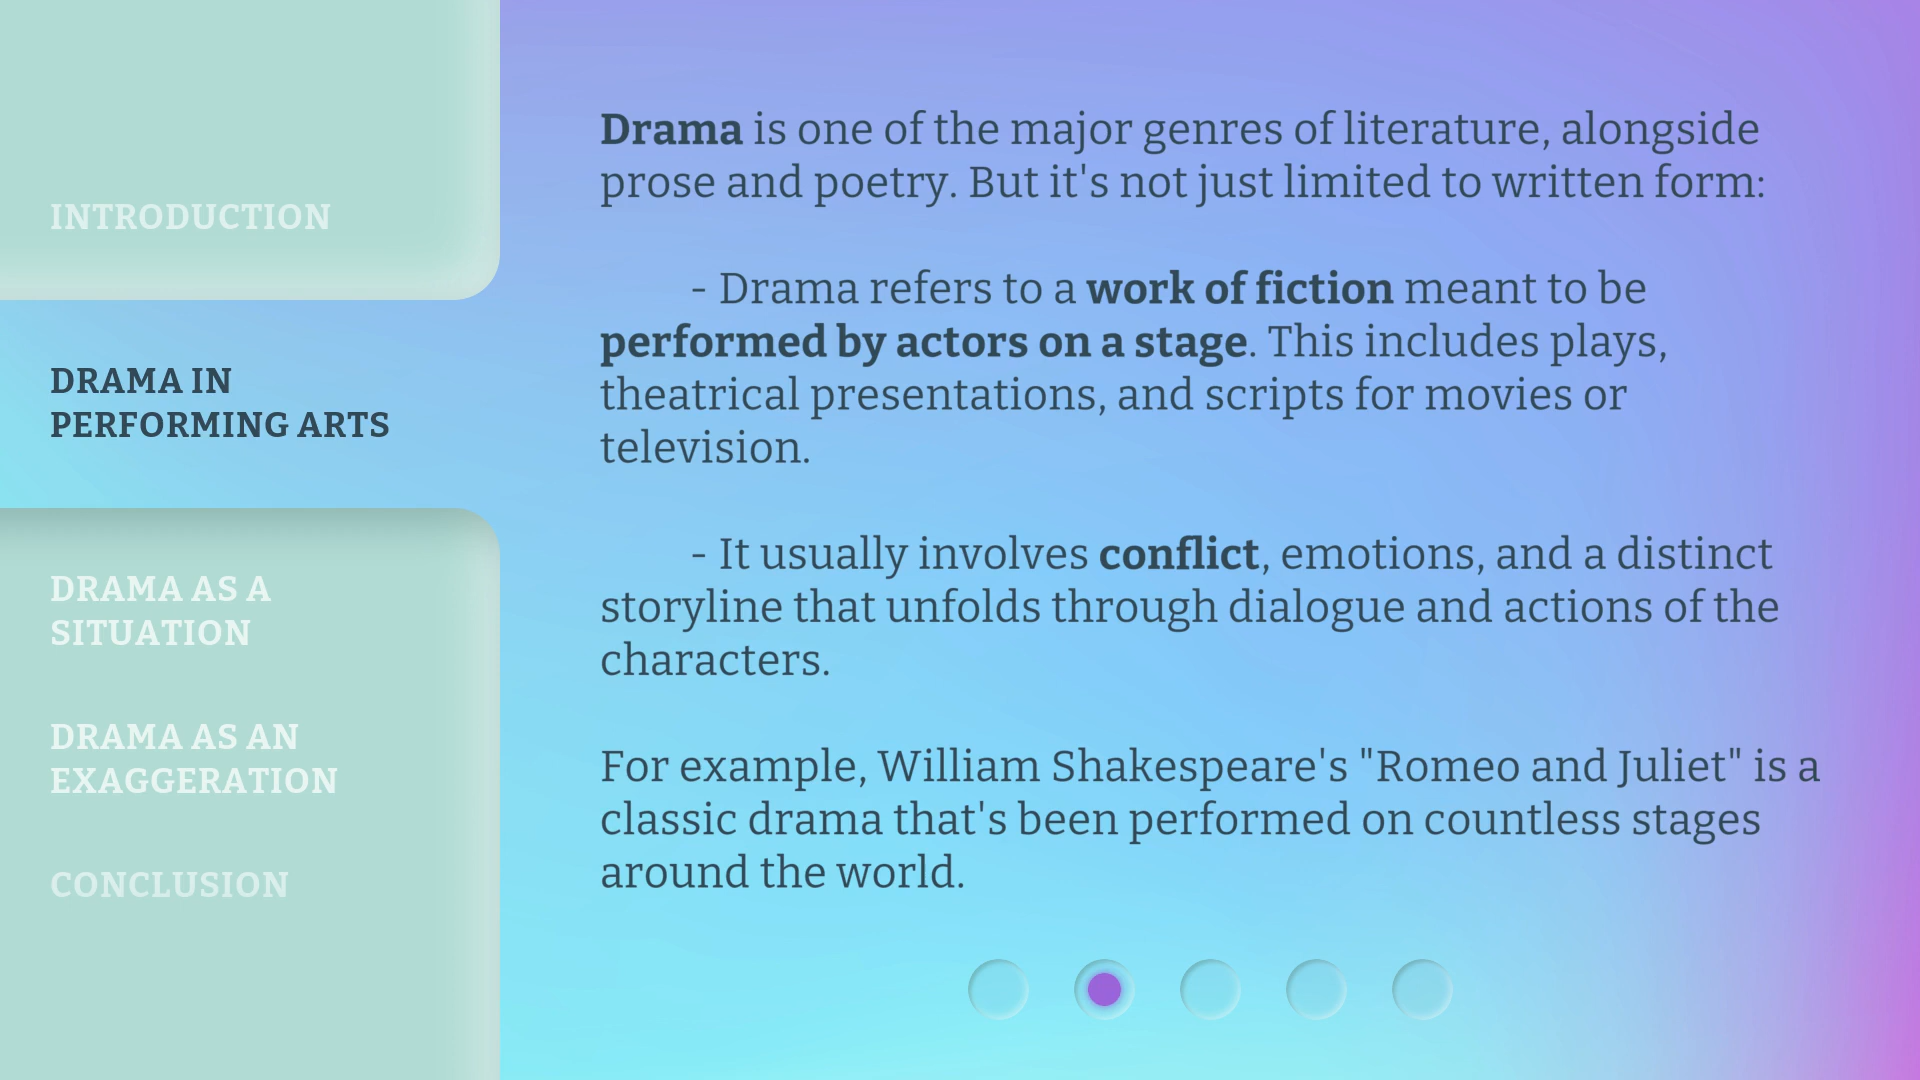 INTRODUCTION
DRAMA IN
PERFORMING ARTS
DRAMA AS A
SITUATION
DRAMA AS AN
EXAGGERATION
CONCLUSION
Drama is one of the major genres of literature, alongside
prose and poetry. But it's not just limited to written form:
- Drama refers to a work of fiction meant to be
performed by actors on a stage. This includes plays,
theatrical presentations, and scripts for movies or
television.
- It usually involves conflict, emotions, and a distinct
storyline that unfolds through dialogue and actions of the
characters.
For example, William Shakespeare's "Romeo and Juliet" is a
classic drama that's been performed on countless stages
around the world.